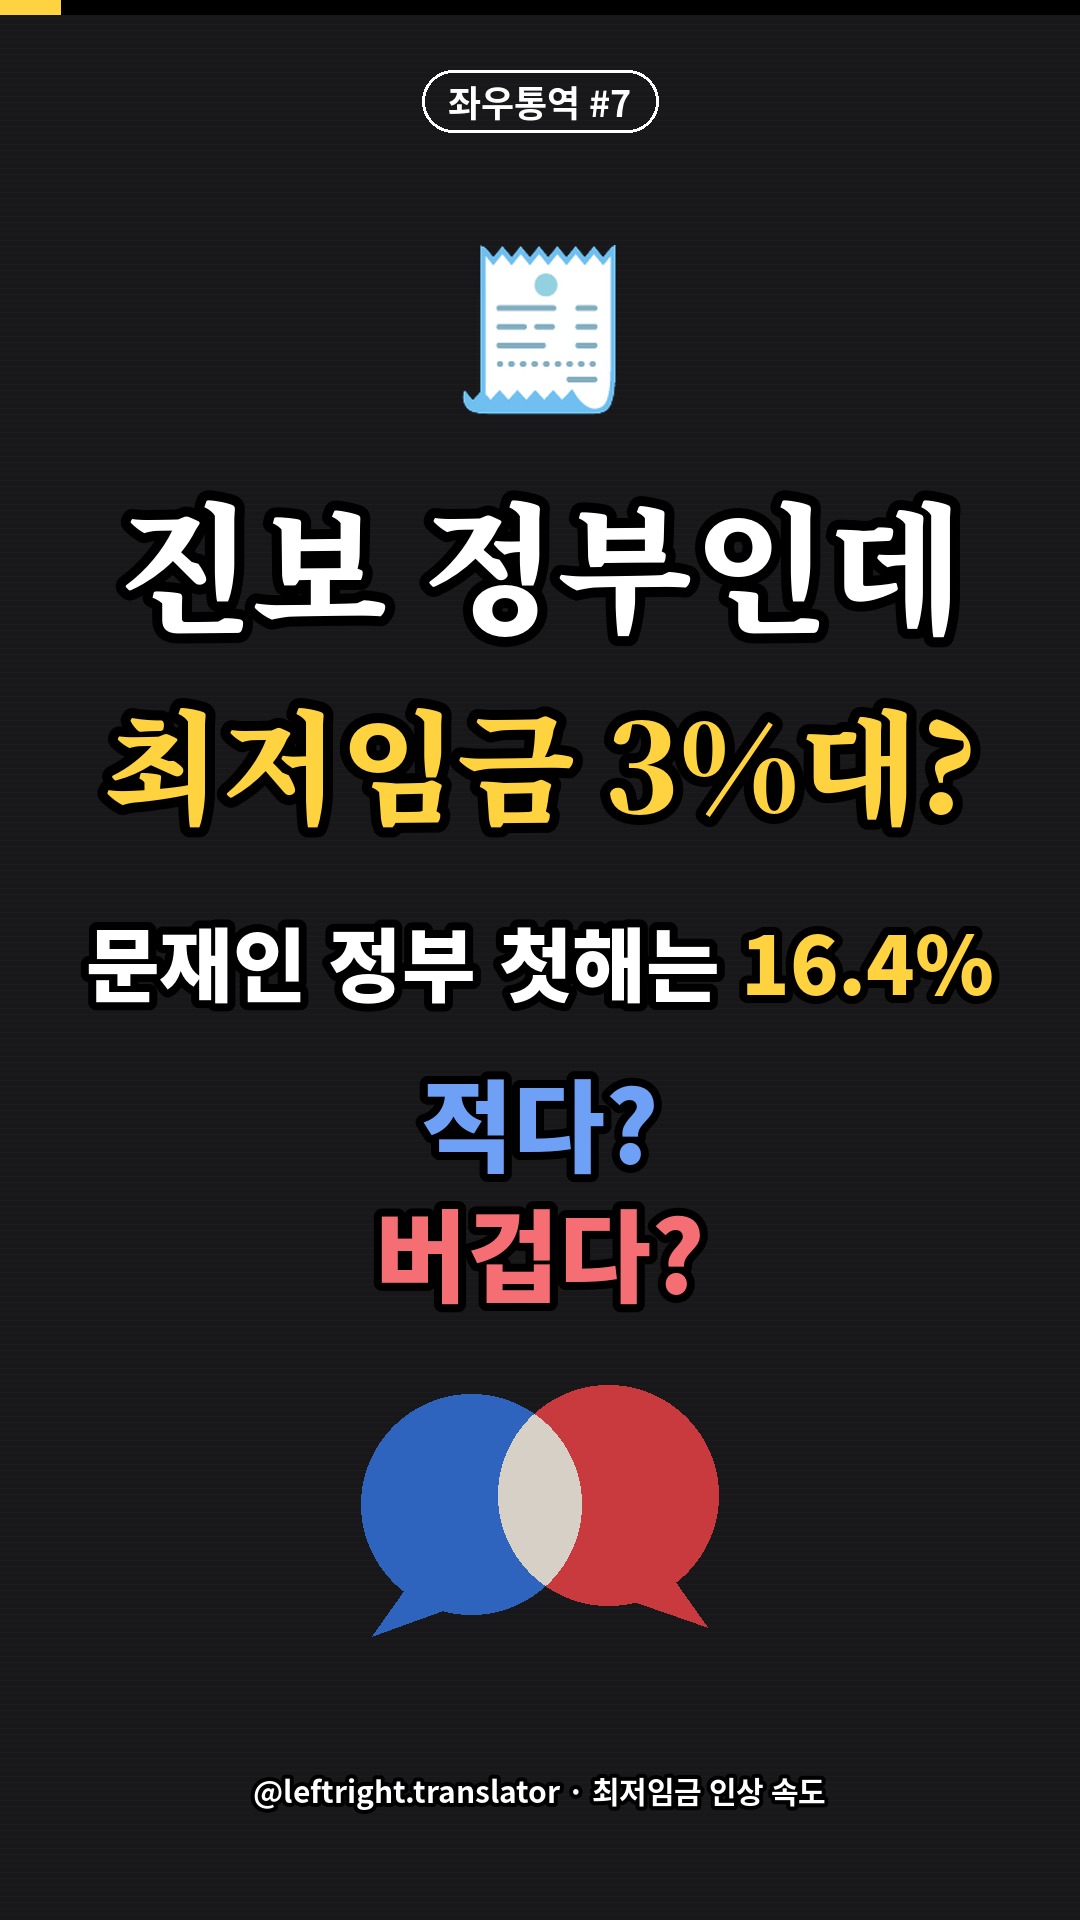 좌우통역 #7
진보 정부인데
최저임금 3%대?
문재인 정부 첫해는 16.4%
적다?
버겁다?
@leftright.translator · 최저임금 인상 속도